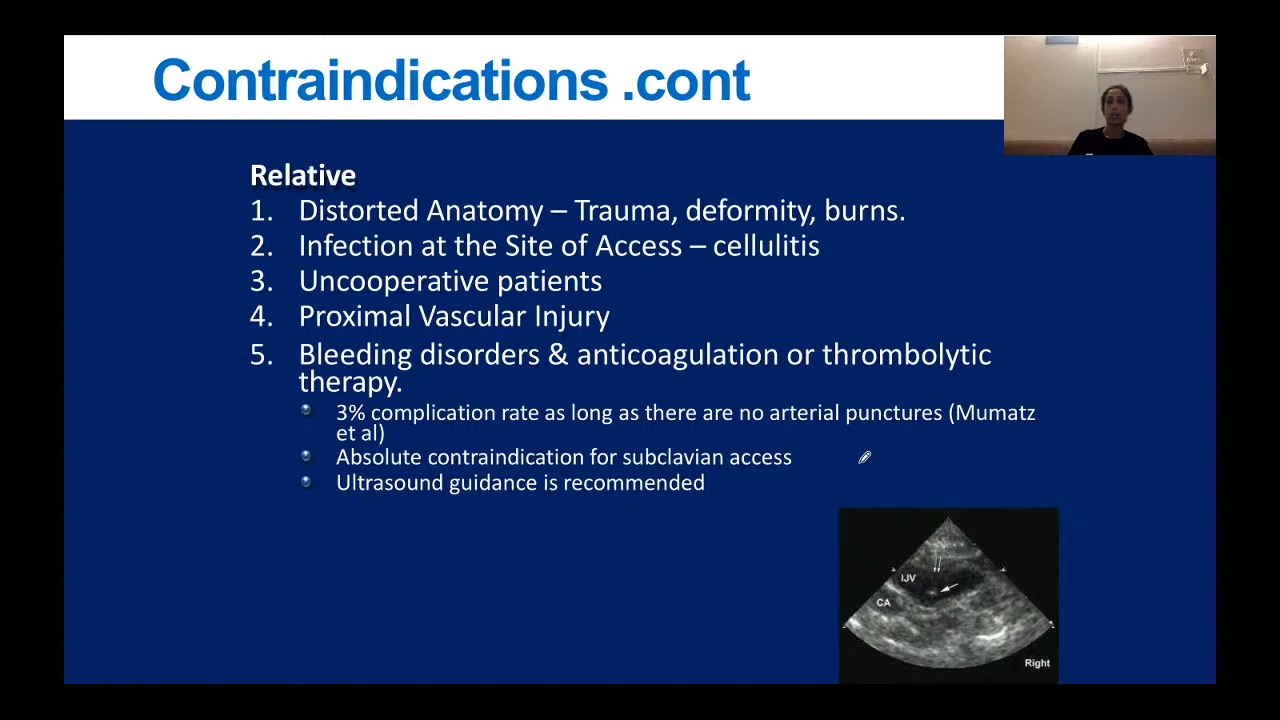 Contraindications .cont
Relative
1. Distorted Anatomy – Trauma, deformity, burns.
2. Infection at the Site of Access – cellulitis
3. Uncooperative patients
4. Proximal Vascular Injury
5. Bleeding disorders & anticoagulation or thrombolytic
therapy.
3% complication rate as long as there are no arterial punctures (Mumatz
et al)
Absolute contraindication for subclavian access
Ultrasound guidance is recommended
IJV
CA
Right